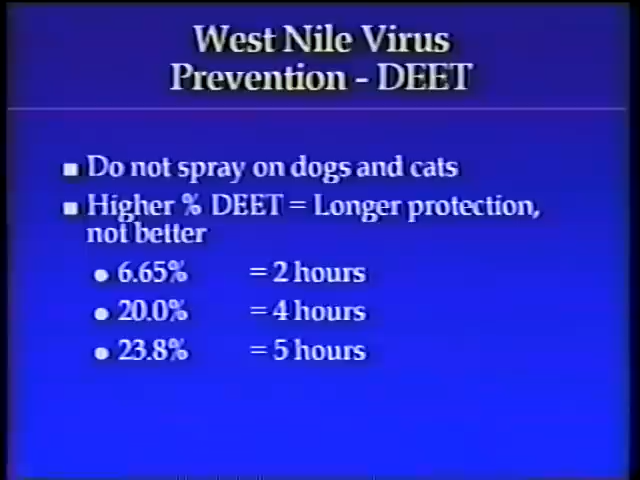 West Nile Virus
Prevention - DEET
Do not spray on dogs and cats
Higher % DEET = Longer protection,
not better
6.65% = 2 hours
20.0% = 4 hours
23.8% = 5 hours